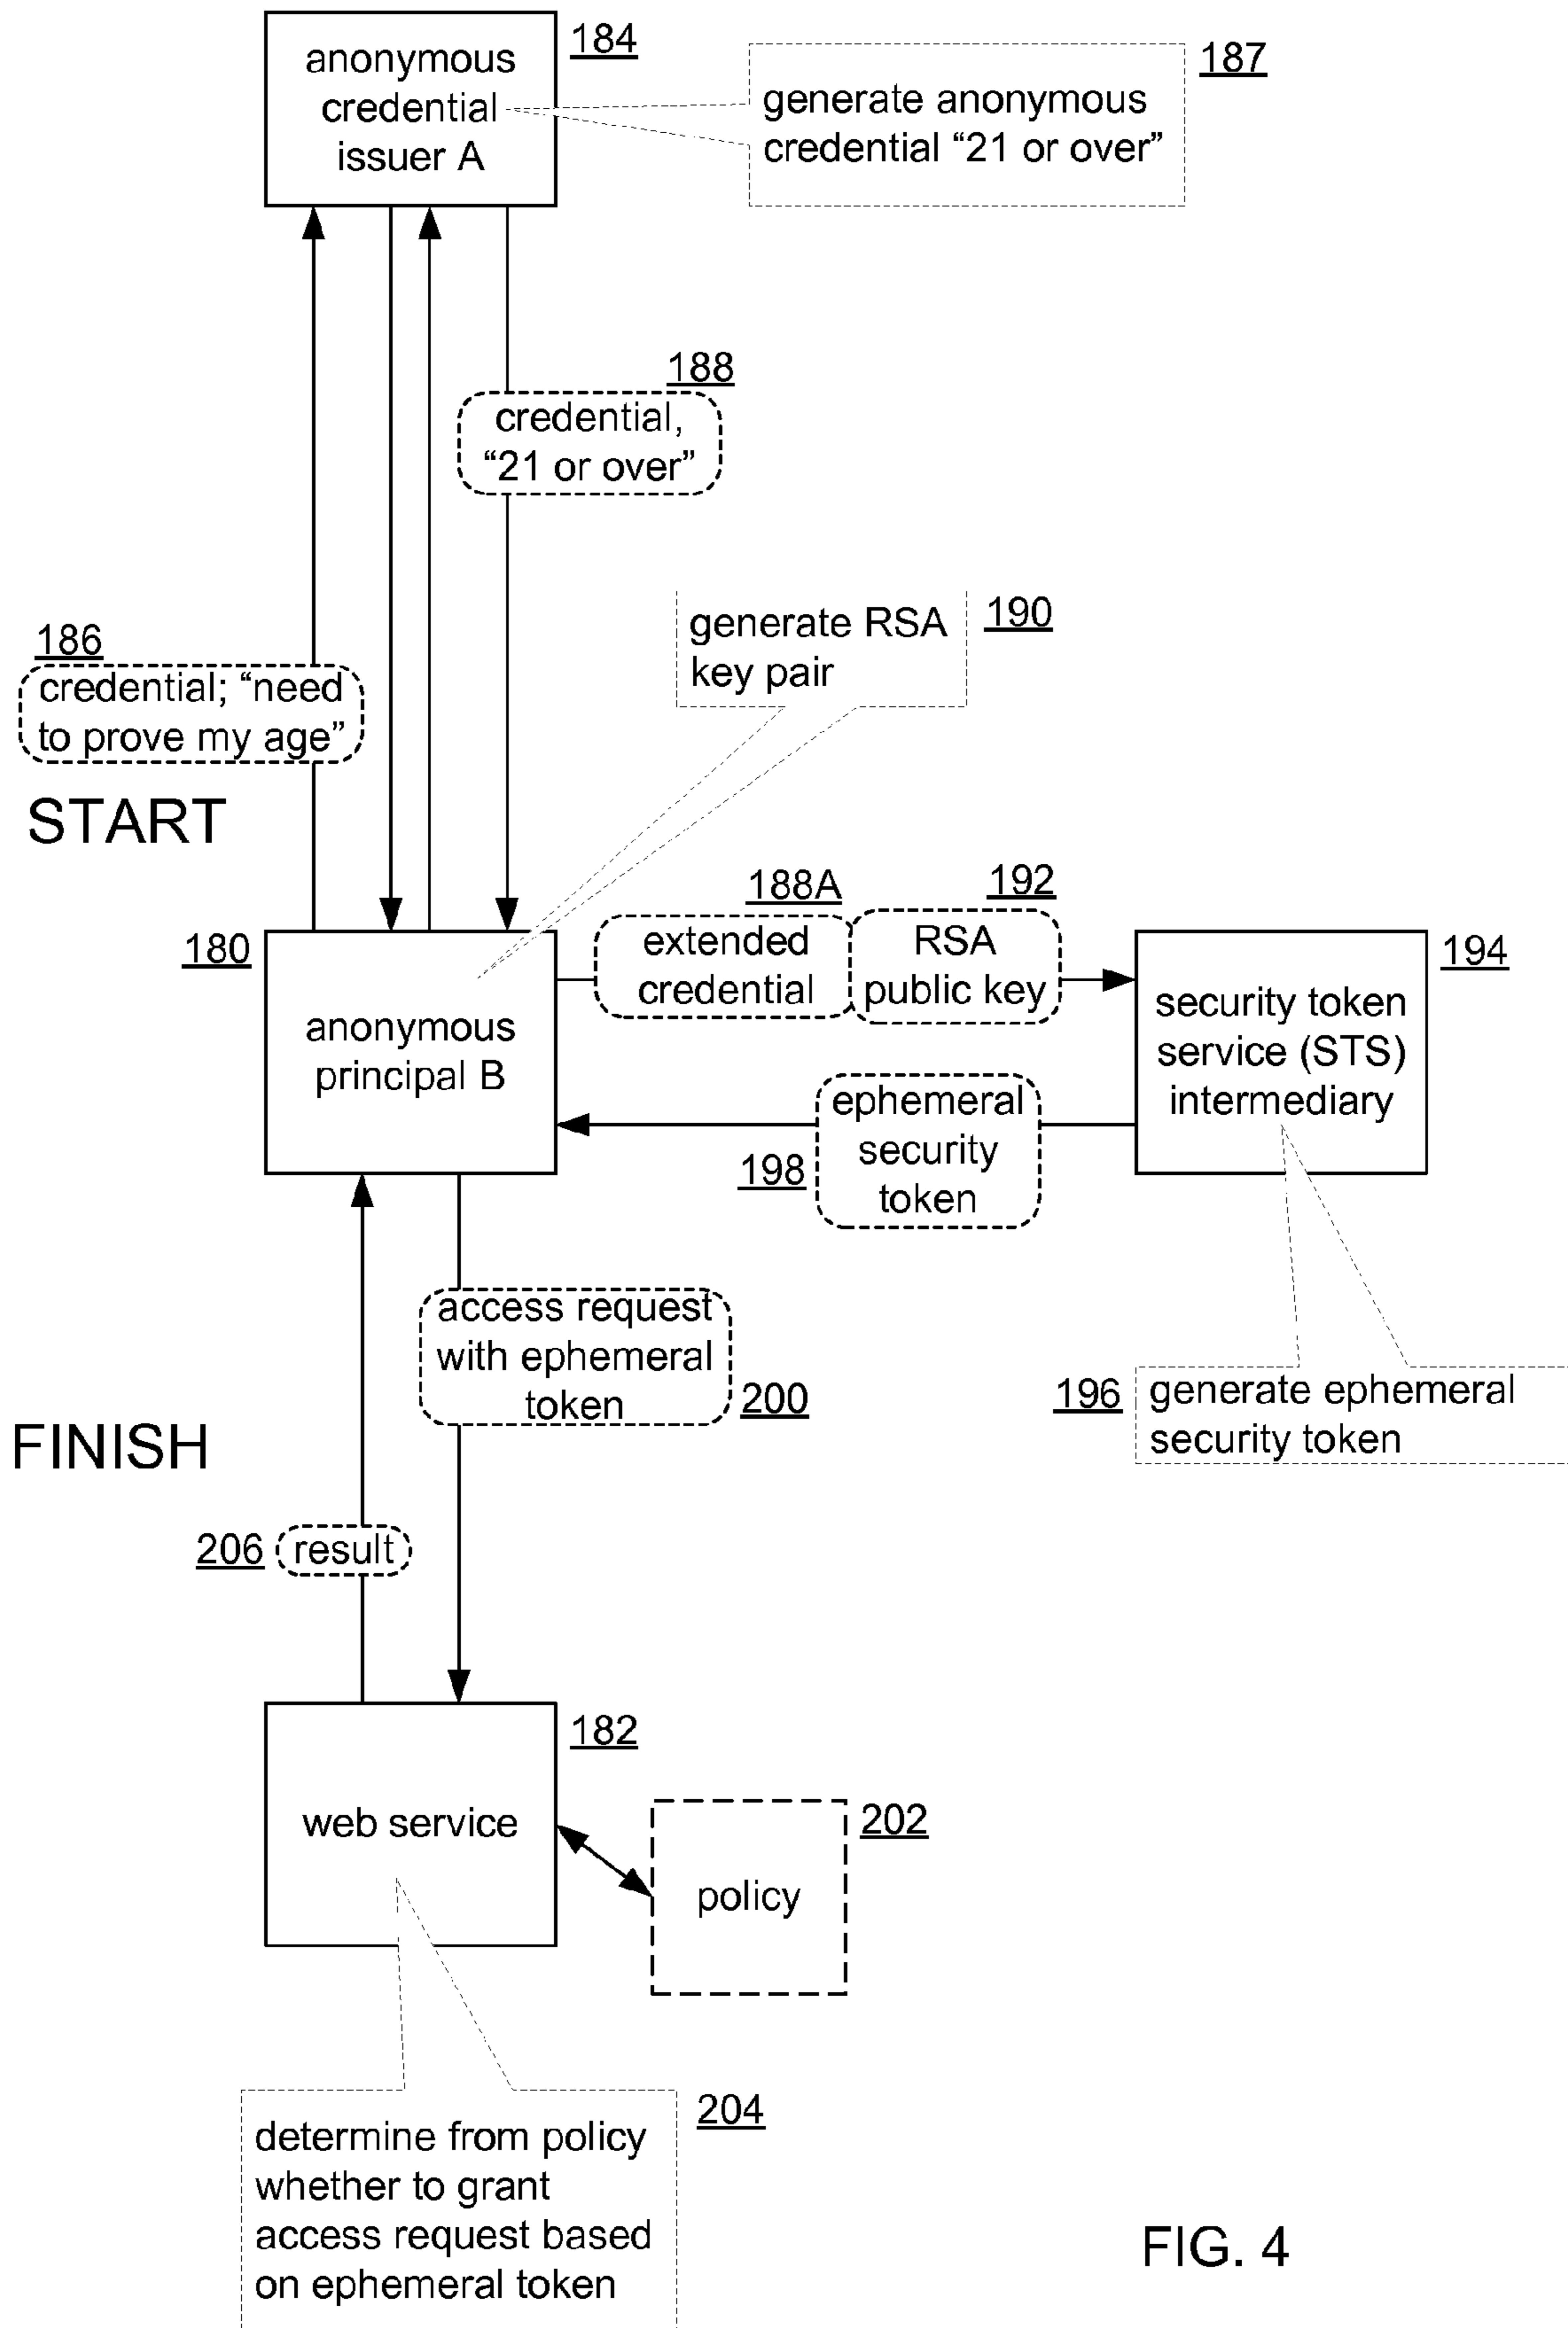 anonymous
credential
issuer A
184
187
generate anonymous
credential “21 or over”
188
credential,
“21 or over”
186
credential; “need
to prove my age”
generate RSA
key pair
190
START
180
anonymous
principal B
188A
extended
credential
192
RSA
public key
194
security token
service (STS)
intermediary
ephemeral
security
token
198
access request
with ephemeral
token
200
196
generate ephemeral
security token
FINISH
206
result
182
web service
202
policy
204
determine from policy
whether to grant
access request based
on ephemeral token
FIG. 4